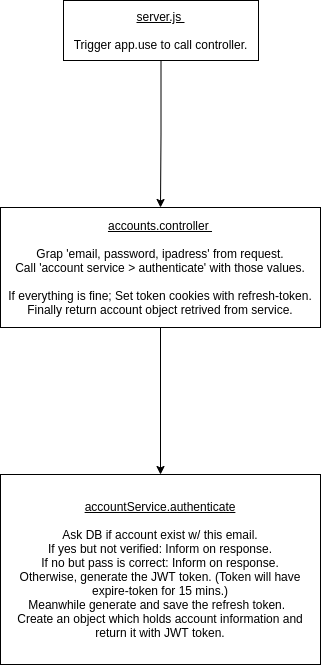 server.js
Trigger app.use to call controller.
accounts.controller
Grap 'email, password, ipadress' from request.
Call 'account service > authenticate' with those values.
If everything is fine; Set token cookies with refresh-token.
Finally return account object retrived from service.
accountService.authenticate
Ask DB if account exist w/ this email.
If yes but not verified: Inform on response.
If no but pass is correct: Inform on response.
Otherwise, generate the JWT token. (Token will have
expire-token for 15 mins.)
Meanwhile generate and save the refresh token.
Create an object which holds account information and
return it with JWT token.